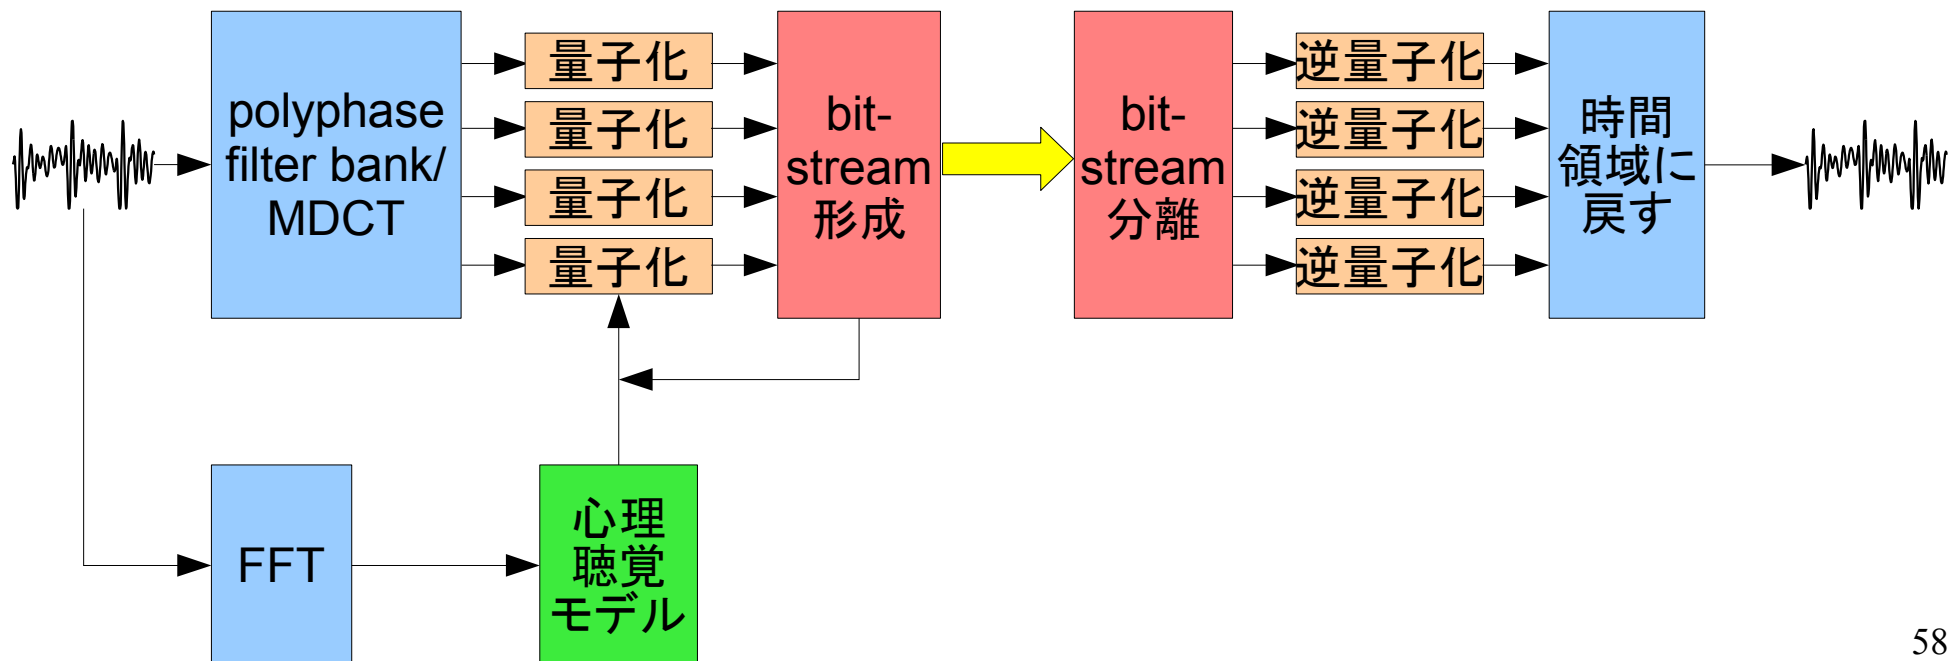 polyphase
filter bank/
MDCT
量子化
量子化
量子化
量子化
bit-
stream
形成
bit-
stream
分離
逆量子化
逆量子化
逆量子化
逆量子化
時間
領域に
戻す
FFT
心理
聴覚
モデル
58